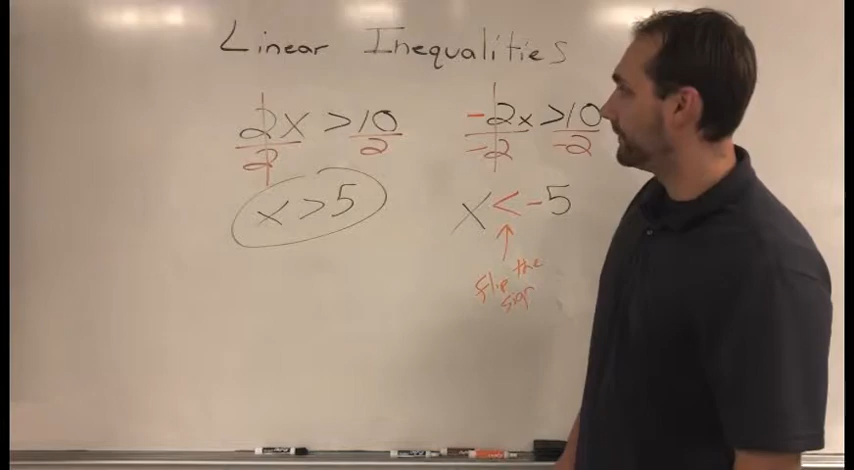 Linear Inequalities
2x > 10
2 2
x > 5
-2x > 10
-2 -2
x < -5
flip the
sign